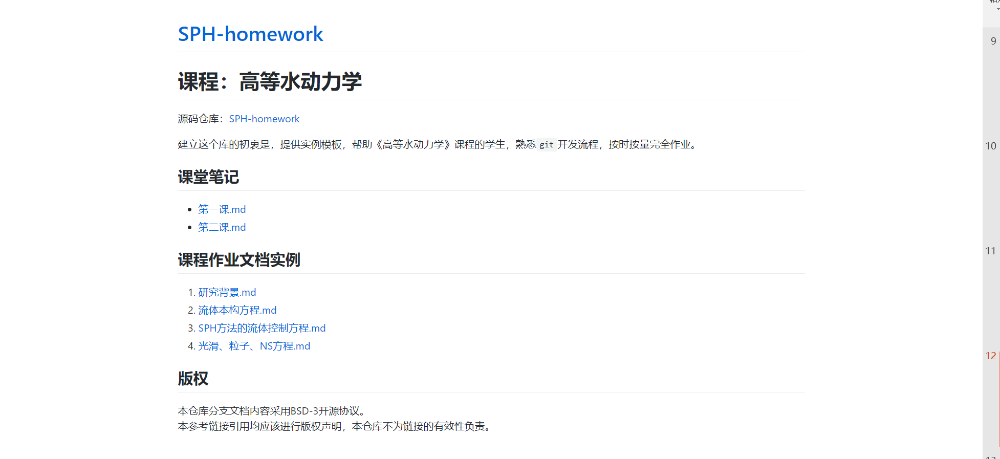 SPH-homework
课程：高等水动力学
源码仓库：SPH-homework
建立这个库的初衷是，提供实例模板，帮助《高等水动力学》课程的学生，熟悉 git 开发流程，按时按量完全作业。
课堂笔记
第一课.md
第二课.md
课程作业文档实例
1. 研究背景.md
2. 流体本构方程.md
3. SPH方法的流体控制方程.md
4. 光滑、粒子、NS方程.md
版权
本仓库分支文档内容采用BSD-3开源协议。
本参考链接引用均应该进行版权声明，本仓库不为链接的有效性负责。
9
10
11
12